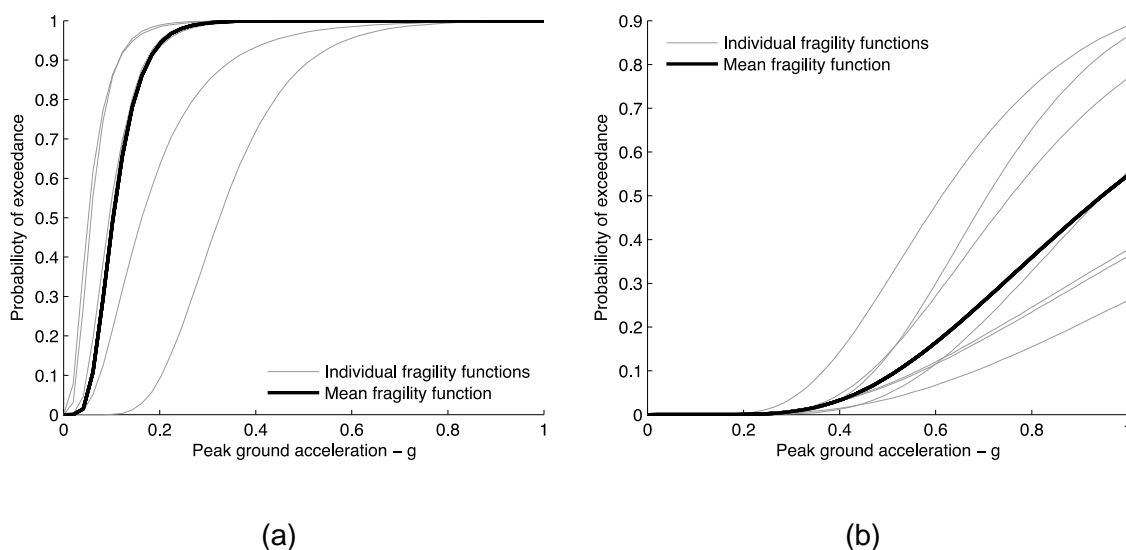 1
0.9
0.8
0.7
0.6
0.5
0.4
0.3
0.2
0.1
0
Probabilioty of exceedance
Individual fragility functions
Mean fragility function
0 0.2 0.4 0.6 0.8 1
Peak ground acceleration – g
(a)
0.9
0.8
0.7
0.6
0.5
0.4
0.3
0.2
0.1
0
Probabilioty of exceedance
Individual fragility functions
Mean fragility function
0 0.2 0.4 0.6 0.8 1
Peak ground acceleration – g
(b)